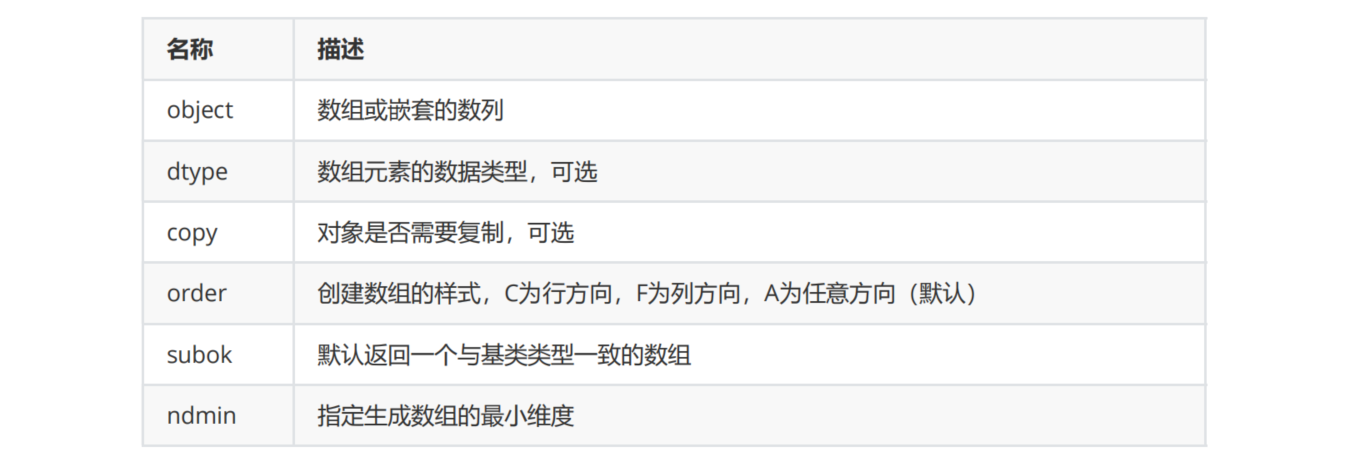 名称 描述
object 数组或嵌套的数列
dtype 数组元素的数据类型，可选
copy 对象是否需要复制，可选
order 创建数组的样式，C为行方向，F为列方向，A为任意方向（默认）
subok 默认返回一个与基类类型一致的数组
ndmin 指定生成数组的最小维度